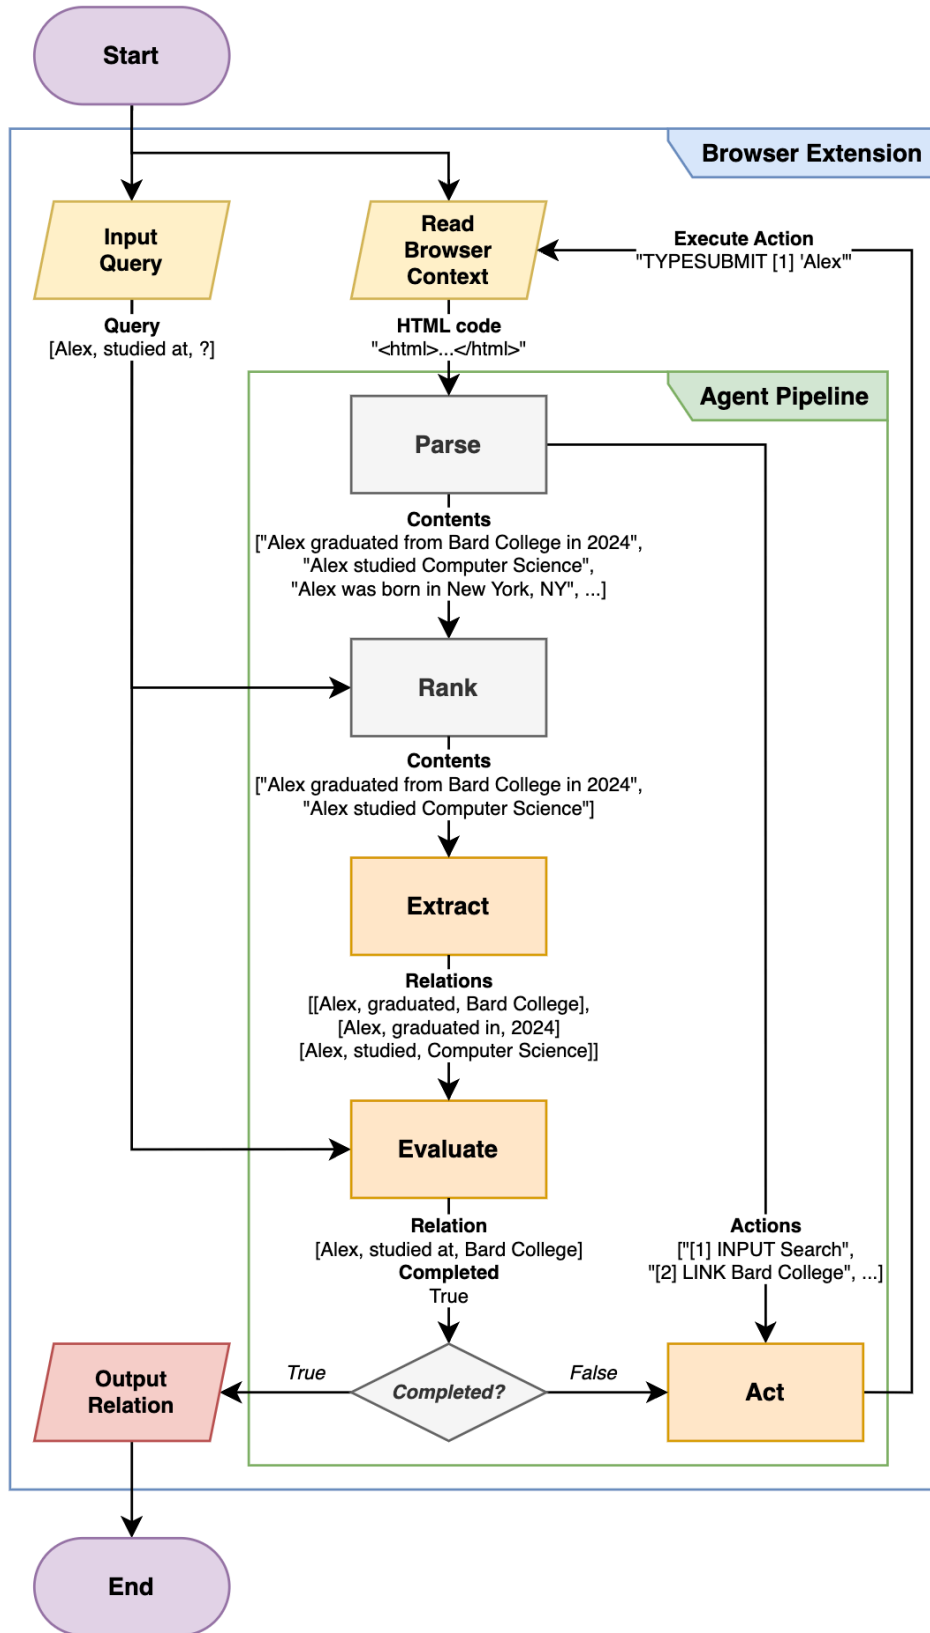 Start
Browser Extension
Input
Query
Read
Browser
Context
Execute Action
"TYPESUBMIT [1] 'Alex'"
Query
[Alex, studied at, ?]
HTML code
"<html>...</html>"
Agent Pipeline
Parse
Contents
["Alex graduated from Bard College in 2024",
"Alex studied Computer Science",
"Alex was born in New York, NY", ...]
Rank
Contents
["Alex graduated from Bard College in 2024",
"Alex studied Computer Science"]
Extract
Relations
[[Alex, graduated, Bard College],
[Alex, graduated in, 2024]
[Alex, studied, Computer Science]]
Evaluate
Relation
[Alex, studied at, Bard College]
Completed
True
Actions
["[1] INPUT Search",
"[2] LINK Bard College", ...]
Output
Relation
True
Completed?
False
Act
End